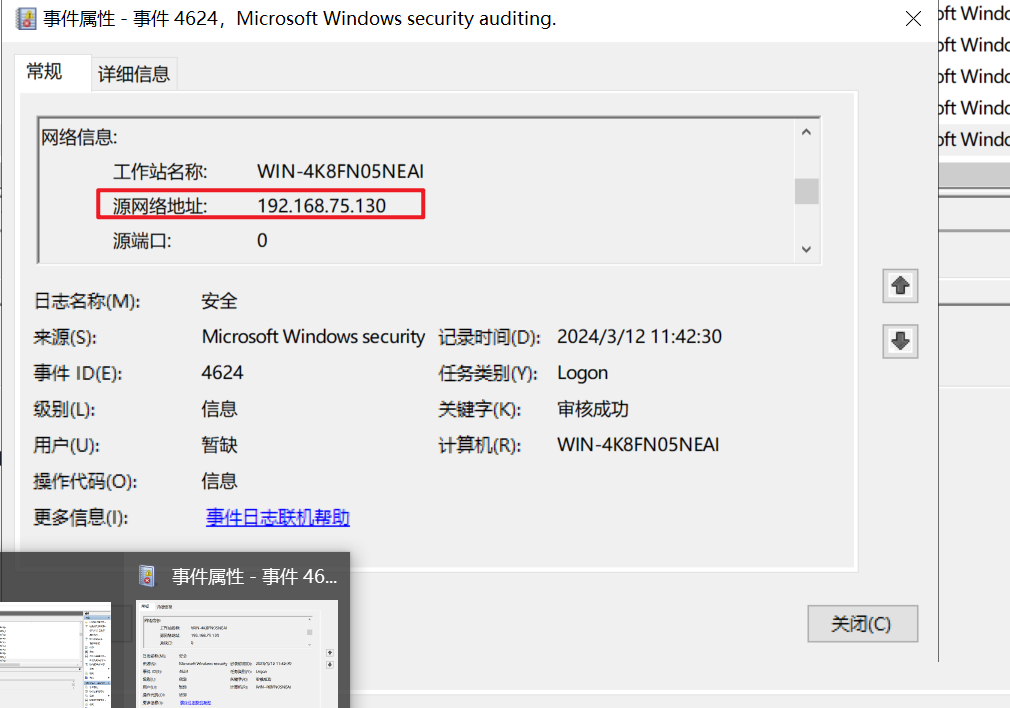 事件属性 - 事件 4624，Microsoft Windows security auditing.
常规 详细信息
网络信息:
工作站名称: WIN-4K8FN05NEAI
源网络地址: 192.168.75.130
源端口: 0
日志名称(M): 安全
来源(S): Microsoft Windows security 记录时间(D): 2024/3/12 11:42:30
事件 ID(E): 4624 任务类别(Y): Logon
级别(L): 信息 关键字(K): 审核成功
用户(U): 暂缺 计算机(R): WIN-4K8FN05NEAI
操作代码(O): 信息
更多信息(I): 事件日志联机帮助
事件属性 - 事件 46...
关闭(C)
oft Windo
oft Windo
oft Windo
oft Windo
oft Windo